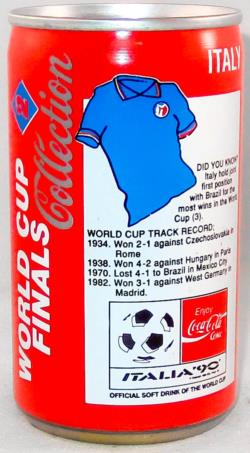 ITALY
2
WORLD CUP
FINALS
Collection
DID YOU KNOW
Italy hold joint
first position
with Brazil for the
most wins in the World
Cup (3).
WORLD CUP TRACK RECORD;
1934. Won 2-1 against Czechoslovakia in
Rome
1938. Won 4-2 against Hungary in Paris
1970. Lost 4-1 to Brazil in Mexico City
1982. Won 3-1 against West Germany in
Madrid.
Enjoy
Coca-Cola
Coke
ITALIA '90
OFFICIAL SOFT DRINK OF THE WORLD CUP